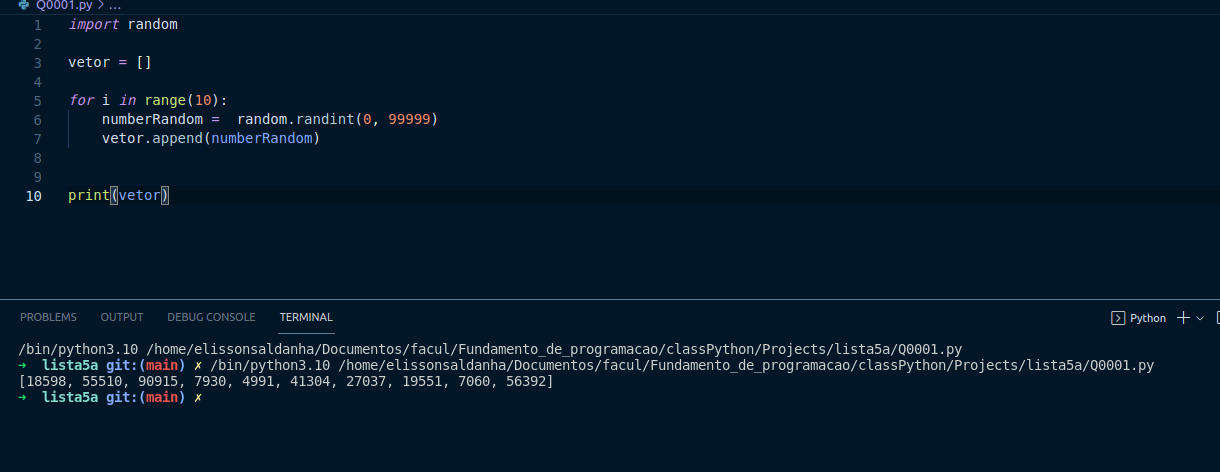 Q0001.py > ...
1 import random
2
3 vetor = []
4
5 for i in range(10):
6 numberRandom =  random.randint(0, 99999)
7 vetor.append(numberRandom)
8
9
10 print(vetor)
PROBLEMS OUTPUT DEBUG CONSOLE TERMINAL Python
/bin/python3.10 /home/elissonsaldanha/Documentos/facul/Fundamento_de_programacao/classPython/Projects/lista5a/Q0001.py
➜ lista5a git:(main) ✗ /bin/python3.10 /home/elissonsaldanha/Documentos/facul/Fundamento_de_programacao/classPython/Projects/lista5a/Q0001.py
[18598, 55510, 90915, 7930, 4991, 41304, 27037, 19551, 7060, 56392]
➜ lista5a git:(main) ✗